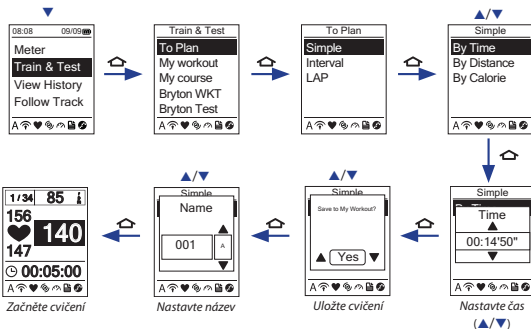 08:08 09/09
Meter
Train & Test
View History
Follow Track
A
Train & Test
To Plan
My workout
My course
Bryton WKT
Bryton Test
A
To Plan
Simple
Interval
LAP
A
▲/▼
Simple
By Time
By Distance
By Calorie
A
1/34 85
156
140
147
00:05:00
A
Začněte cvičení
▲/▼
Simple
Name
001 A
A
Nastavte název
▲/▼
Simple
Save to My Workout?
Yes
A
Uložte cvičení
Simple
Time
00:14'50"
A
Nastavte čas
(▲/▼)